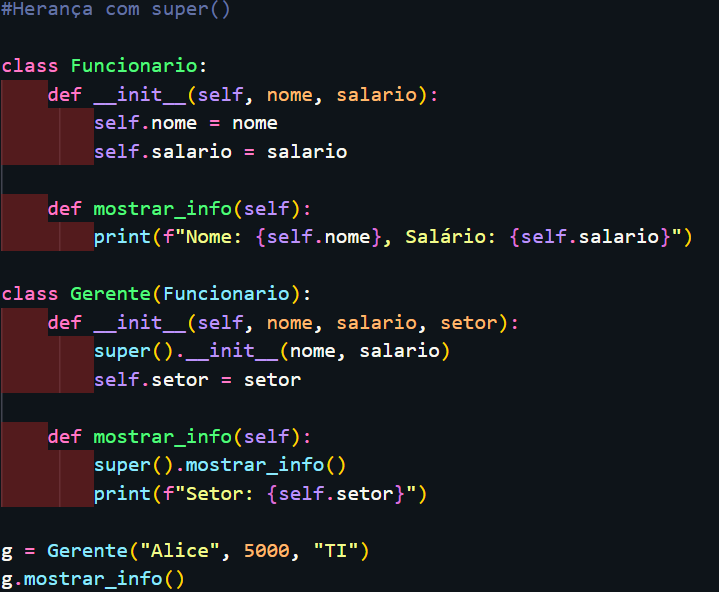 #Herança com super()

class Funcionario:
    def __init__(self, nome, salario):
        self.nome = nome
        self.salario = salario

    def mostrar_info(self):
        print(f"Nome: {self.nome}, Salário: {self.salario}")

class Gerente(Funcionario):
    def __init__(self, nome, salario, setor):
        super().__init__(nome, salario)
        self.setor = setor

    def mostrar_info(self):
        super().mostrar_info()
        print(f"Setor: {self.setor}")

g = Gerente("Alice", 5000, "TI")
g.mostrar_info()